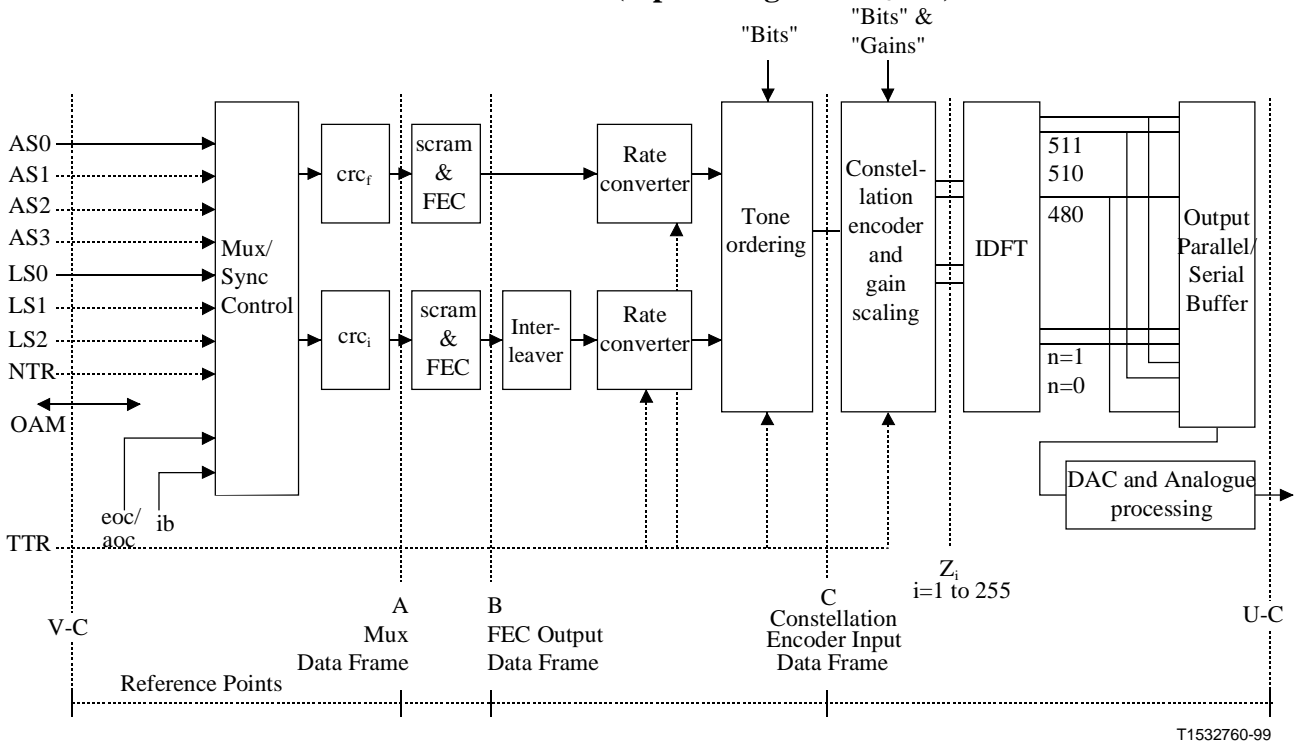 "Bits"
"Bits" &
"Gains"
AS0
AS1
AS2
AS3
LS0
LS1
LS2
NTR
OAM
eoc/
aoc
ib
TTR
Mux/
Sync
Control
crcf
crci
scram
&
FEC
scram
&
FEC
Inter-
leaver
Rate
converter
Rate
converter
Tone
ordering
Constel-
lation
encoder
and
gain
scaling
IDFT
511
510
480
n=1
n=0
Output
Parallel/
Serial
Buffer
DAC and Analogue
processing
V-C
A
Mux
Data Frame
B
FEC Output
Data Frame
C
Constellation
Encoder Input
Data Frame
Zi
i=1 to 255
U-C
Reference Points
T1532760-99